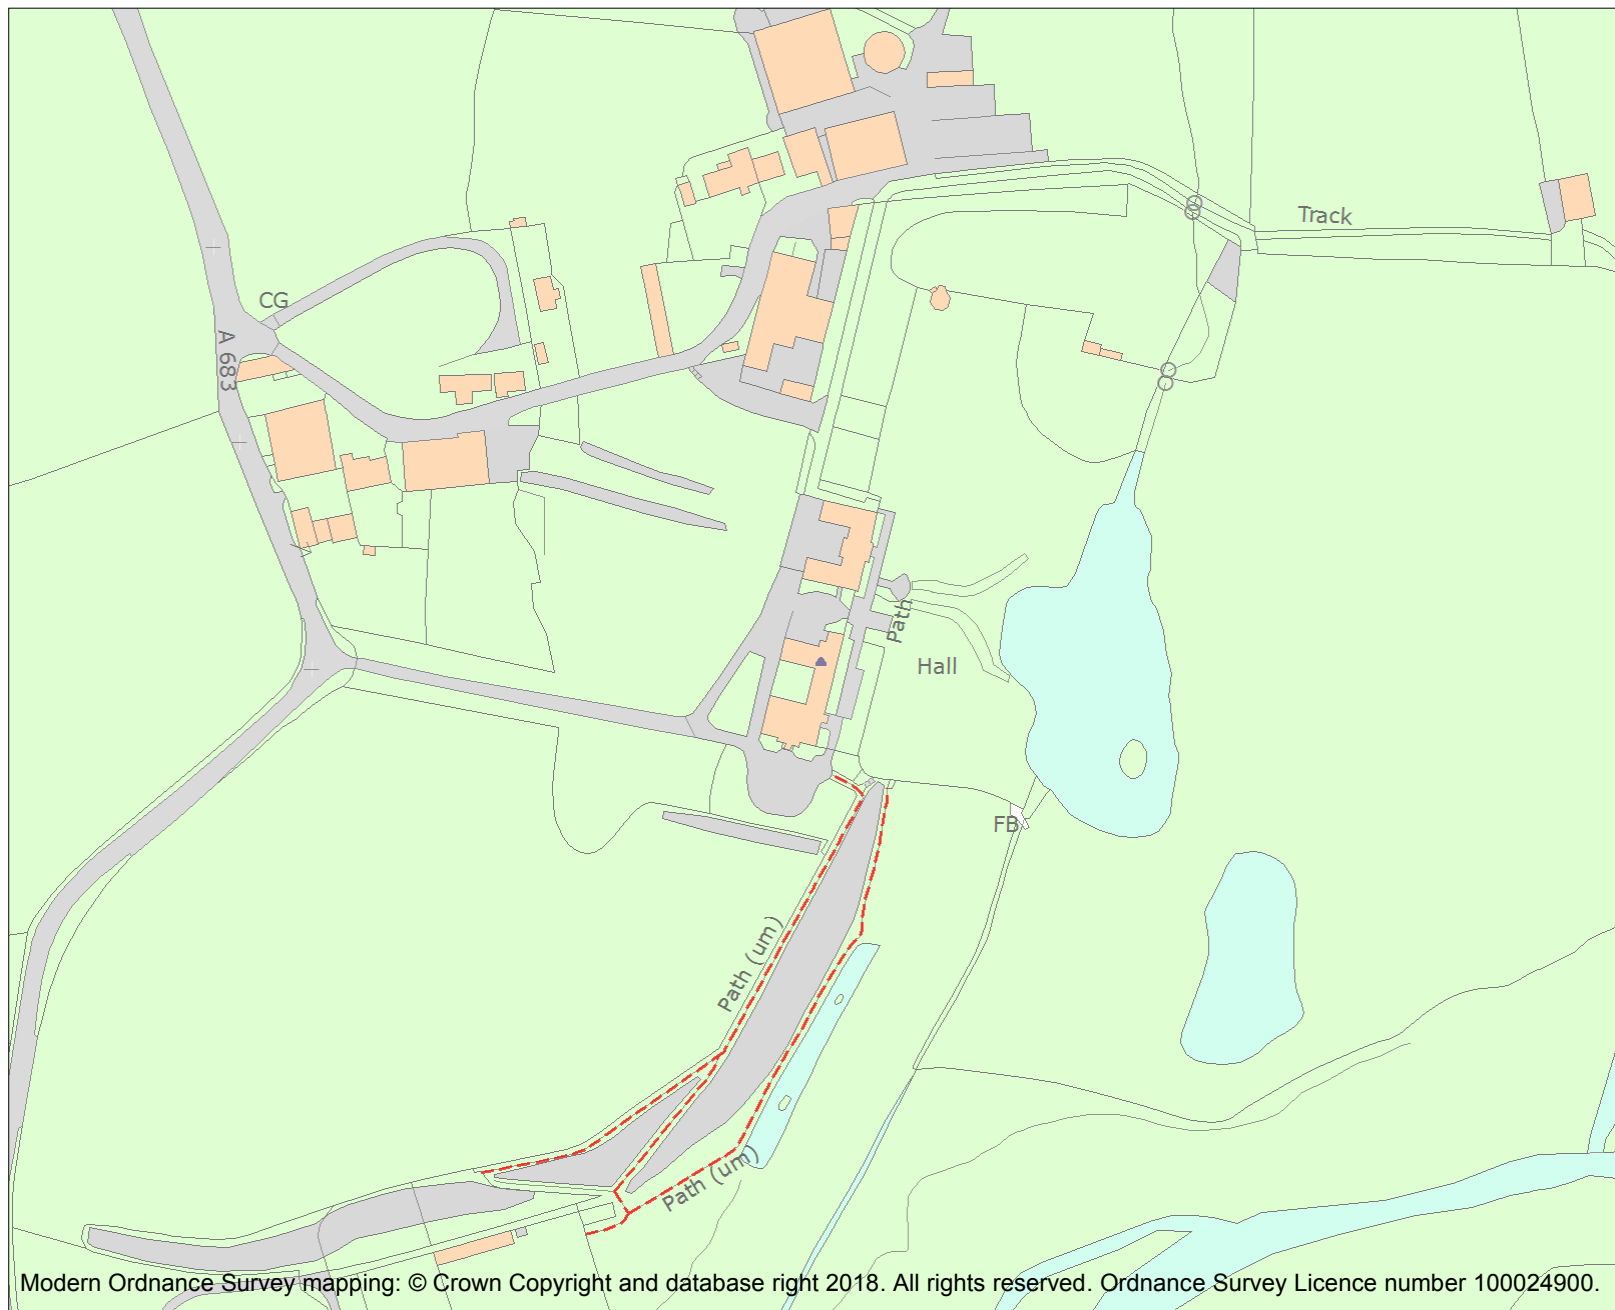 Track
CG
A 683
Path
Hall
FB
Path (um)
Path (um)
Modern Ordnance Survey mapping: © Crown Copyright and database right 2018. All rights reserved. Ordnance Survey Licence number 100024900.